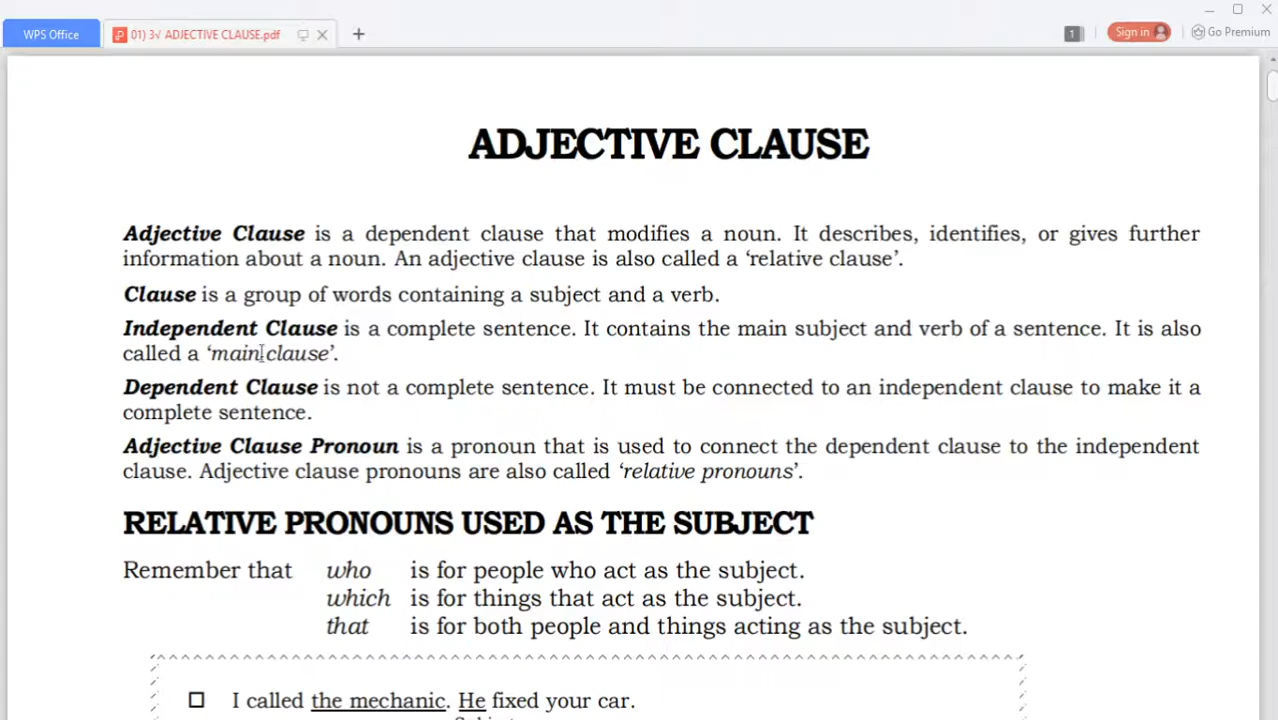 WPS Office
01) 3√ ADJECTIVE CLAUSE.pdf
1
Sign in
Go Premium
ADJECTIVE CLAUSE
Adjective Clause is a dependent clause that modifies a noun. It describes, identifies, or gives further
information about a noun. An adjective clause is also called a ‘relative clause’.
Clause is a group of words containing a subject and a verb.
Independent Clause is a complete sentence. It contains the main subject and verb of a sentence. It is also
called a ‘main clause’.
Dependent Clause is not a complete sentence. It must be connected to an independent clause to make it a
complete sentence.
Adjective Clause Pronoun is a pronoun that is used to connect the dependent clause to the independent
clause. Adjective clause pronouns are also called ‘relative pronouns’.
RELATIVE PRONOUNS USED AS THE SUBJECT
Remember that who is for people who act as the subject.
which is for things that act as the subject.
that is for both people and things acting as the subject.
I called the mechanic. He fixed your car.